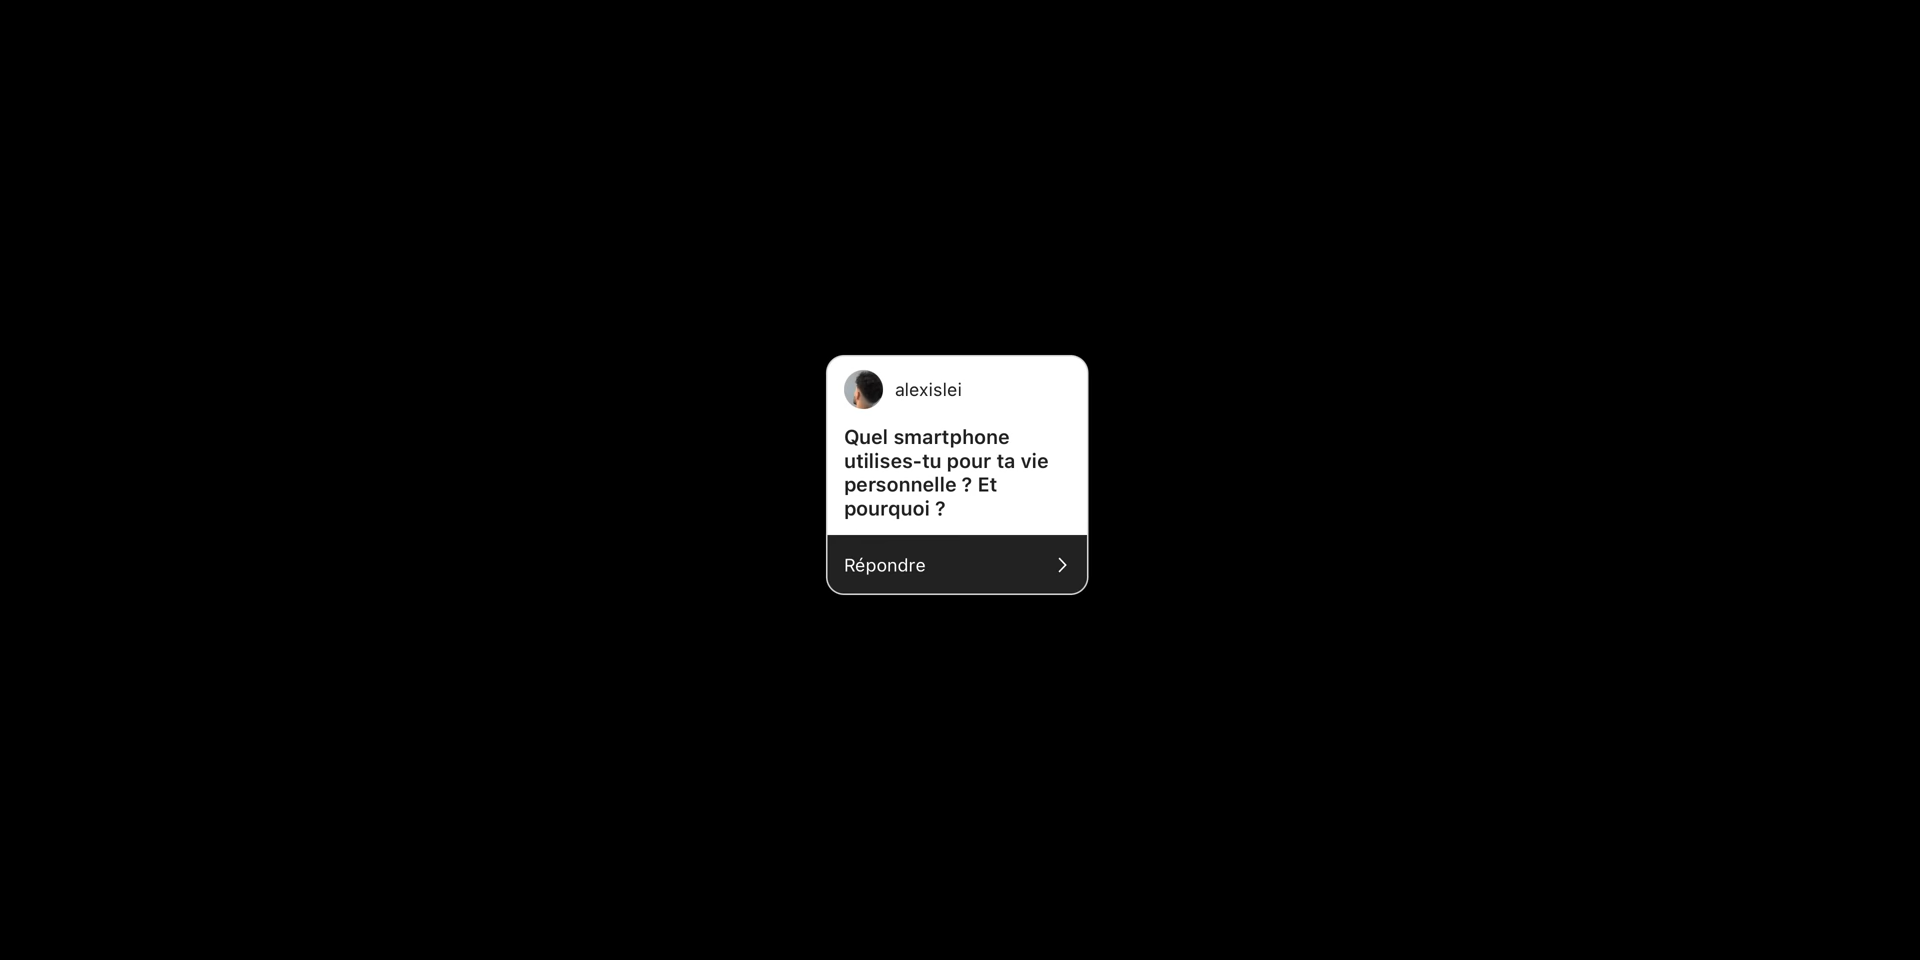 alexislei
Quel smartphone
utilises-tu pour ta vie
personnelle ? Et
pourquoi ?
Répondre